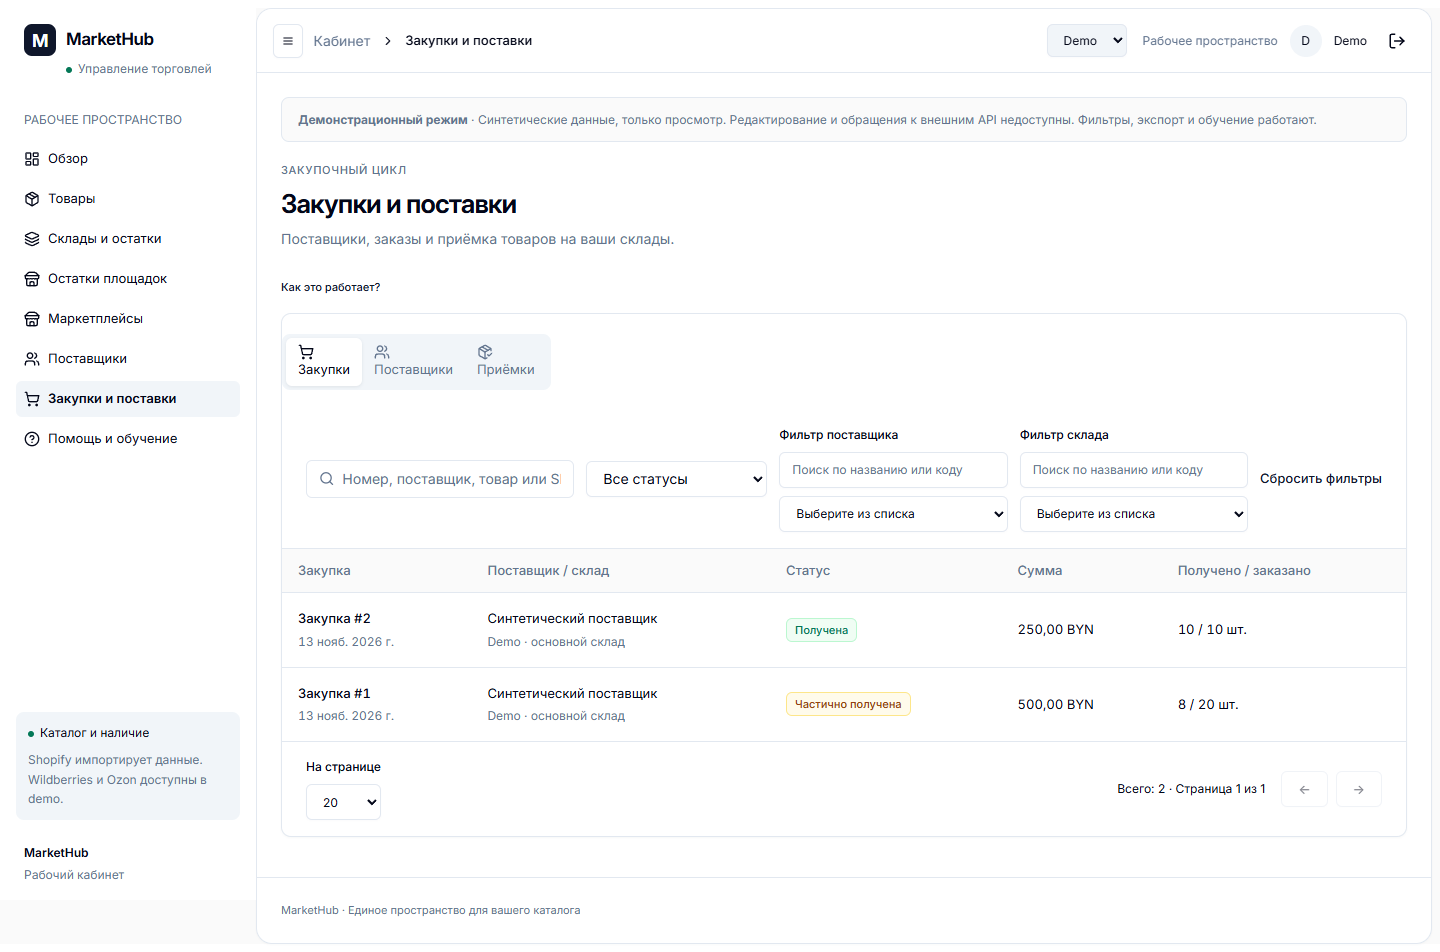 M MarketHub
Управление торговлей
РАБОЧЕЕ ПРОСТРАНСТВО
Обзор
Товары
Склады и остатки
Остатки площадок
Маркетплейсы
Поставщики
Закупки и поставки
Помощь и обучение
Каталог и наличие
Shopify импортирует данные.
Wildberries и Ozon доступны в
demo.
MarketHub
Рабочий кабинет
Кабинет > Закупки и поставки
Demo
Рабочее пространство
D
Demo
Демонстрационный режим · Синтетические данные, только просмотр. Редактирование и обращения к внешним API недоступны. Фильтры, экспорт и обучение работают.
ЗАКУПОЧНЫЙ ЦИКЛ
Закупки и поставки
Поставщики, заказы и приёмка товаров на ваши склады.
Как это работает?
Закупки
Поставщики
Приёмки
Номер, поставщик, товар или
Все статусы
Фильтр поставщика
Поиск по названию или коду
Выберите из списка
Фильтр склада
Поиск по названию или коду
Выберите из списка
Сбросить фильтры
Закупка Поставщик / склад Статус Сумма Получено / заказано
Закупка #2
13 нояб. 2026 г.
Синтетический поставщик
Demo · основной склад
Получена
250,00 BYN
10 / 10 шт.
Закупка #1
13 нояб. 2026 г.
Синтетический поставщик
Demo · основной склад
Частично получена
500,00 BYN
8 / 20 шт.
На странице
20
Всего: 2 · Страница 1 из 1
← →
MarketHub · Единое пространство для вашего каталога